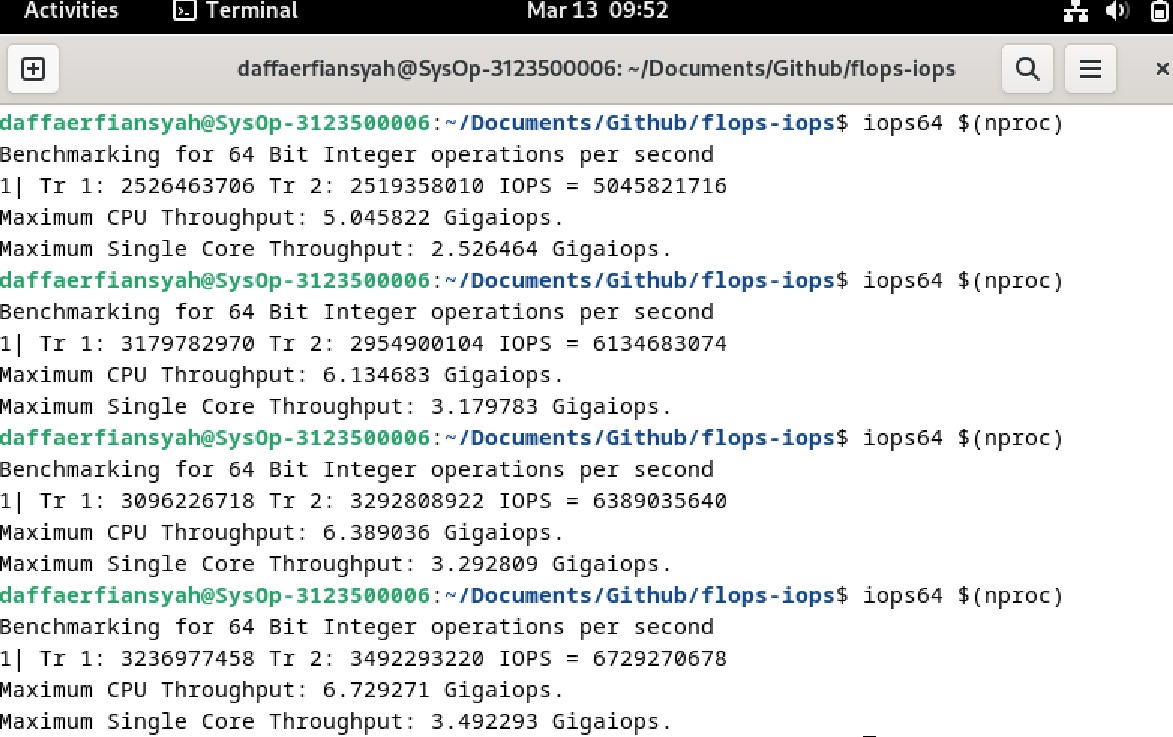 Activities Terminal Mar 13 09:52
daffaerfiansyah@SysOp-3123500006: ~/Documents/Github/flops-iops
daffaerfiansyah@SysOp-3123500006:~/Documents/Github/flops-iops$ iops64 $(nproc)
Benchmarking for 64 Bit Integer operations per second
1| Tr 1: 2526463706 Tr 2: 2519358010 IOPS = 5045821716
Maximum CPU Throughput: 5.045822 Gigaiops.
Maximum Single Core Throughput: 2.526464 Gigaiops.
daffaerfiansyah@SysOp-3123500006:~/Documents/Github/flops-iops$ iops64 $(nproc)
Benchmarking for 64 Bit Integer operations per second
1| Tr 1: 3179782970 Tr 2: 2954900104 IOPS = 6134683074
Maximum CPU Throughput: 6.134683 Gigaiops.
Maximum Single Core Throughput: 3.179783 Gigaiops.
daffaerfiansyah@SysOp-3123500006:~/Documents/Github/flops-iops$ iops64 $(nproc)
Benchmarking for 64 Bit Integer operations per second
1| Tr 1: 3096226718 Tr 2: 3292808922 IOPS = 6389035640
Maximum CPU Throughput: 6.389036 Gigaiops.
Maximum Single Core Throughput: 3.292809 Gigaiops.
daffaerfiansyah@SysOp-3123500006:~/Documents/Github/flops-iops$ iops64 $(nproc)
Benchmarking for 64 Bit Integer operations per second
1| Tr 1: 3236977458 Tr 2: 3492293220 IOPS = 6729270678
Maximum CPU Throughput: 6.729271 Gigaiops.
Maximum Single Core Throughput: 3.492293 Gigaiops.